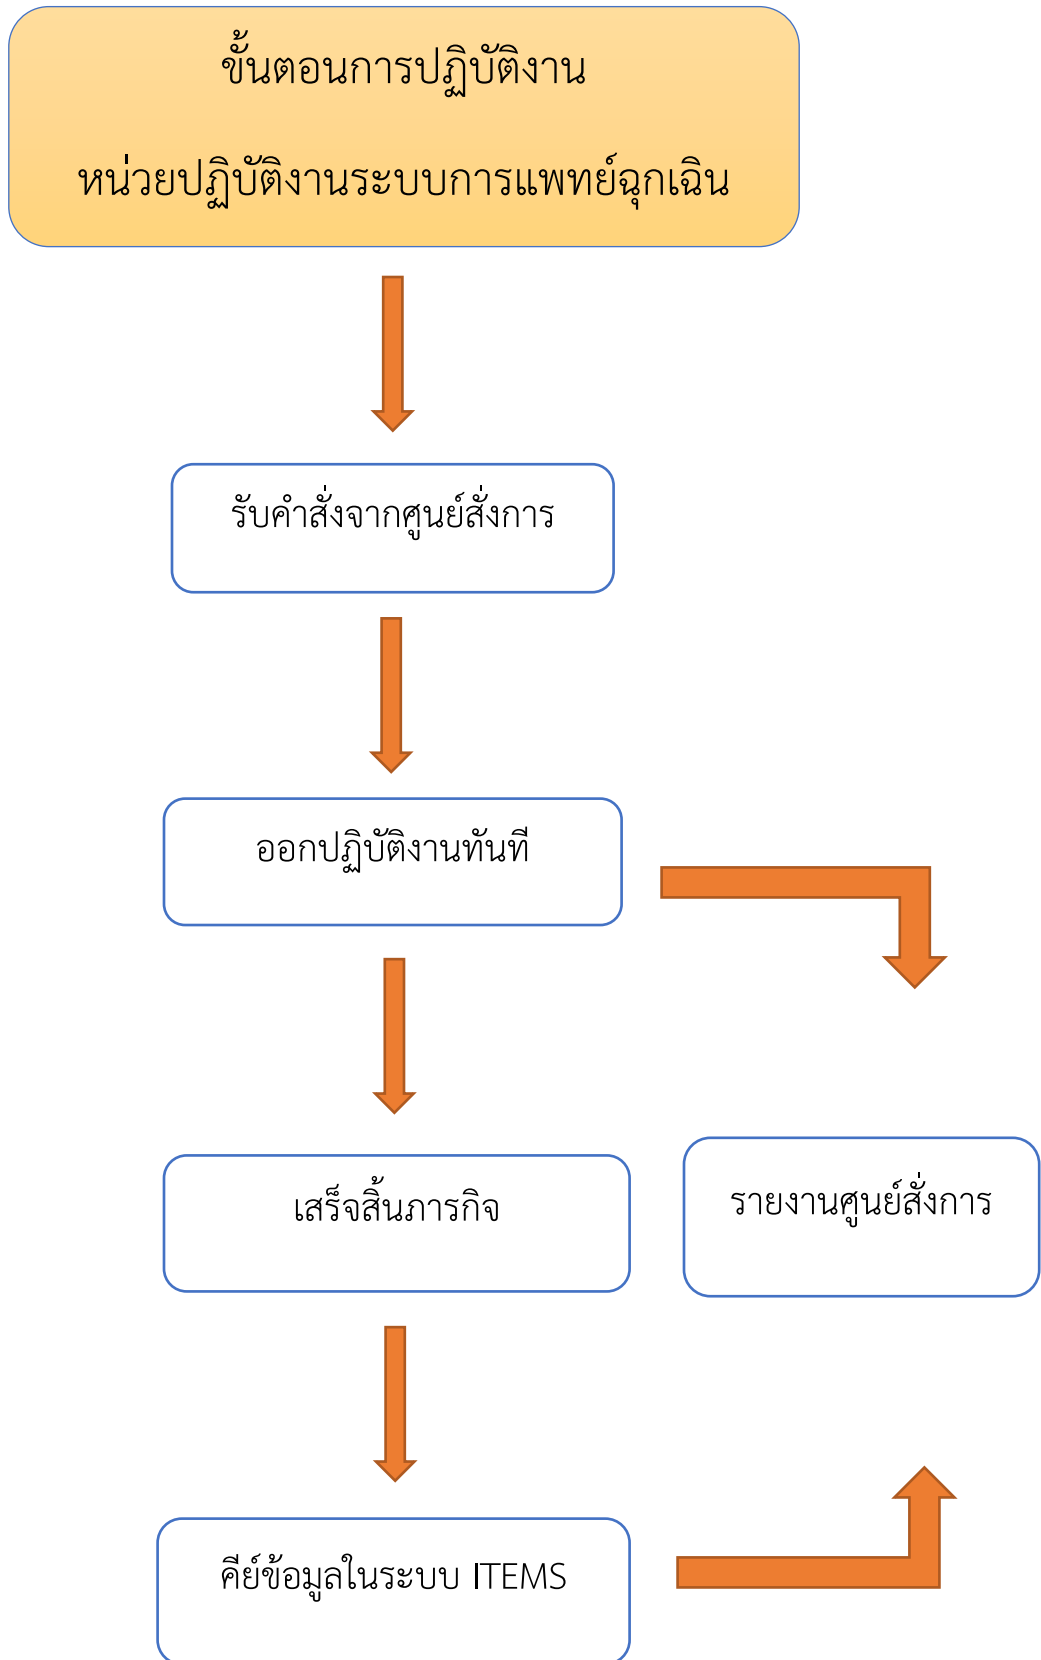 ขั้นตอนการปฏิบัติงาน
หน่วยปฏิบัติงานระบบการแพทย์ฉุกเฉิน
รับคำสั่งจากศูนย์สั่งการ
ออกปฏิบัติงานทันที
เสร็จสิ้นภารกิจ
รายงานศูนย์สั่งการ
คีย์ข้อมูลในระบบ ITEMS